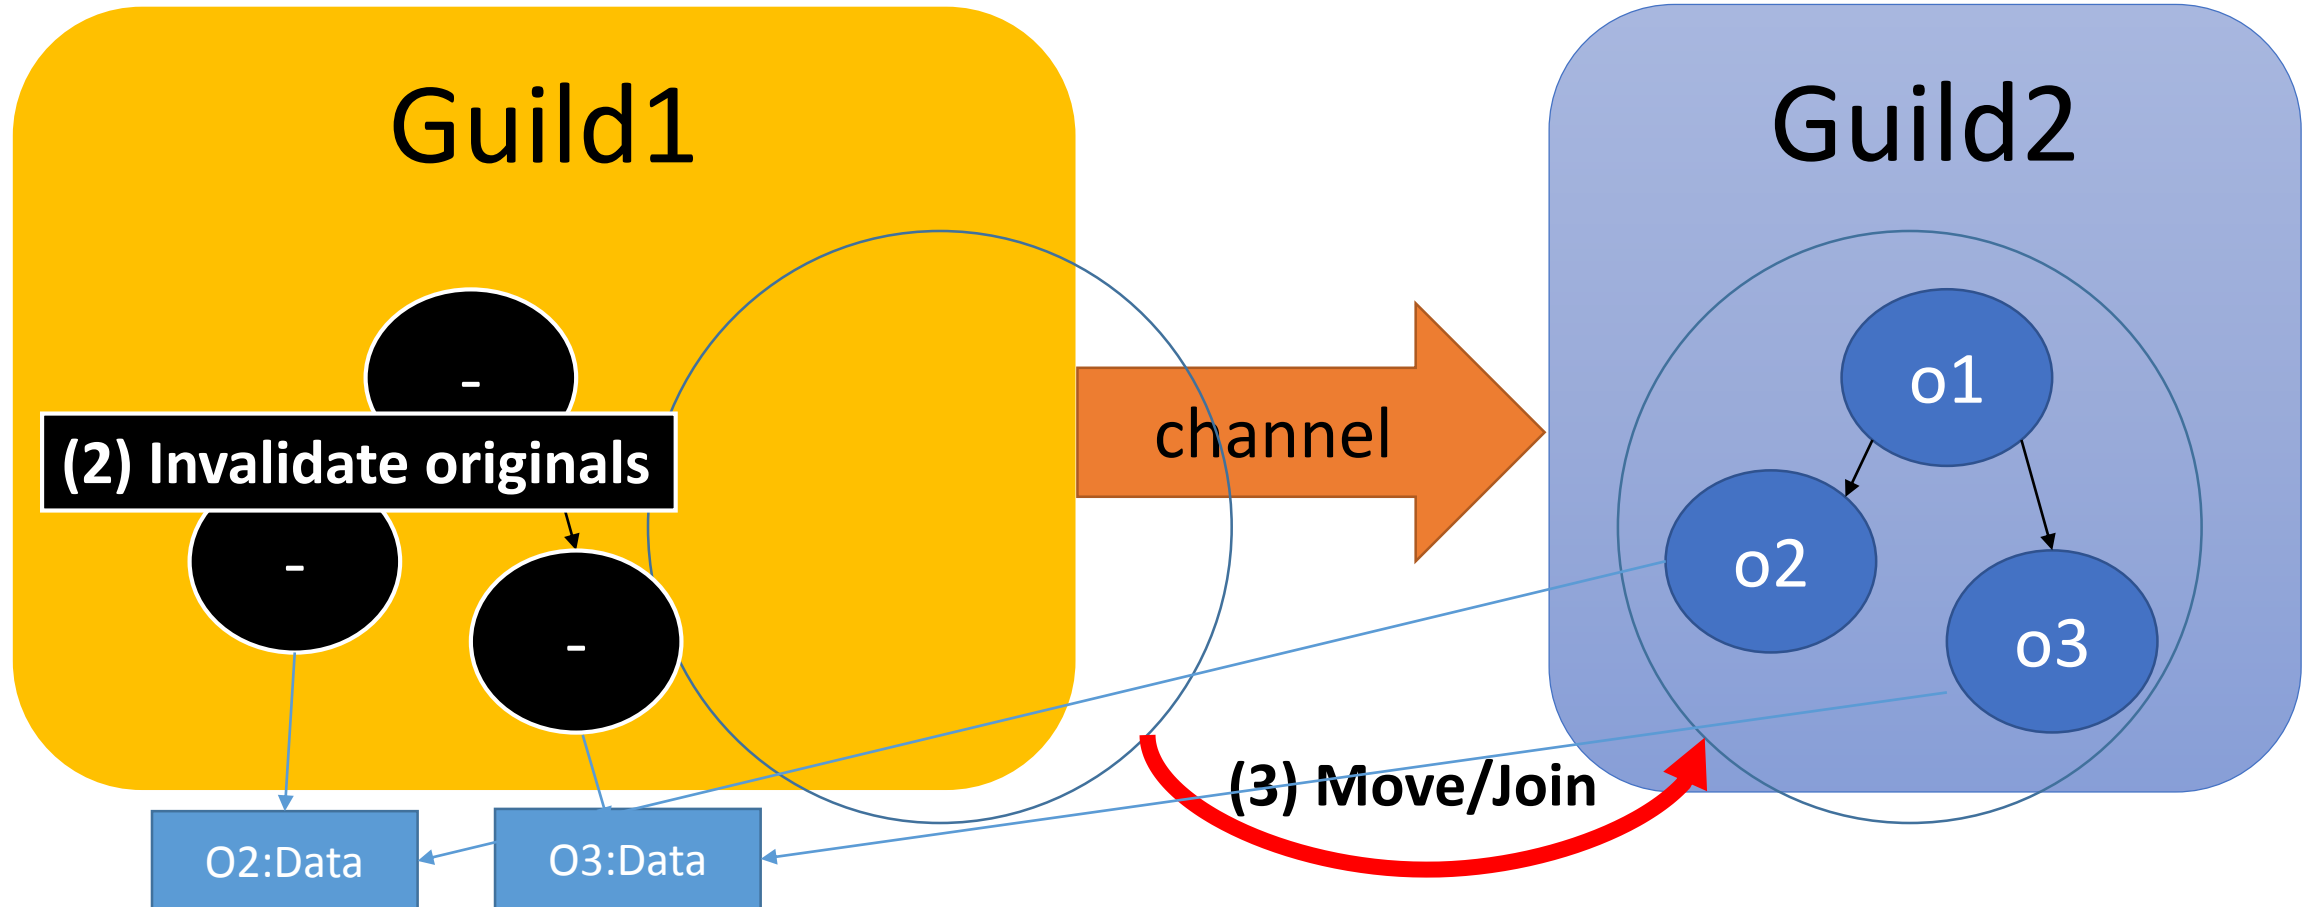 Guild1
Guild2
-
(2) Invalidate originals
-
-
channel
o1
o2
o3
(3) Move/Join
O2:Data
O3:Data